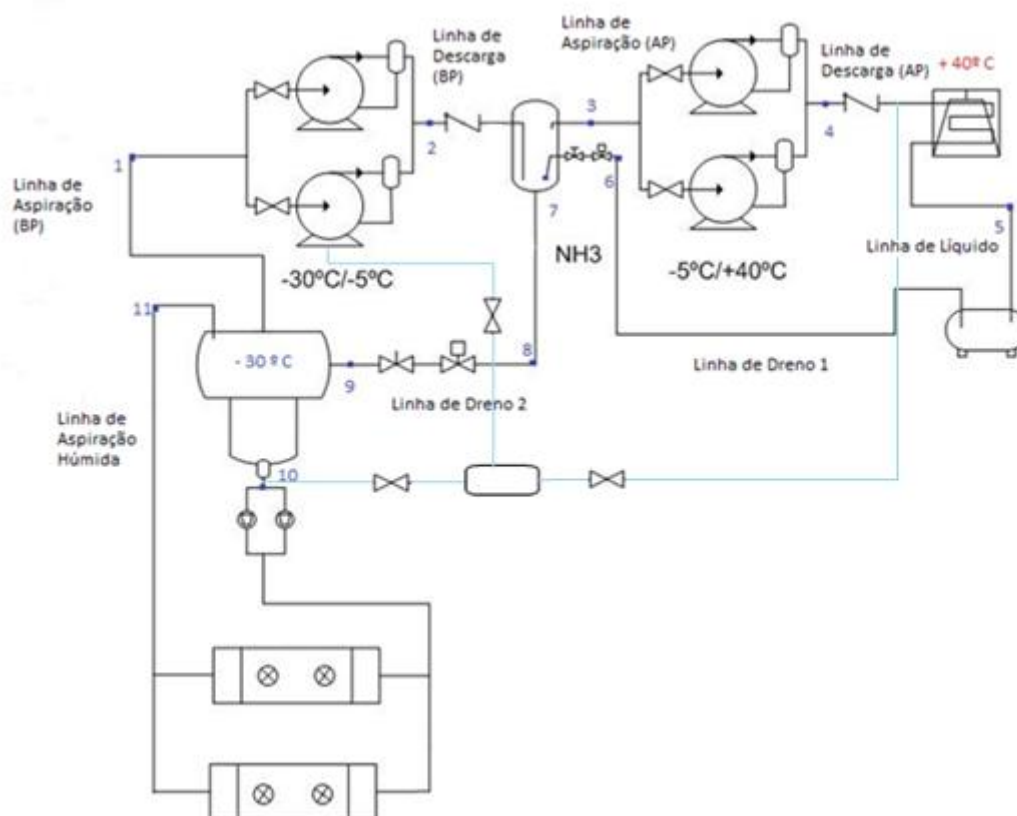 Linha de
Descarga
(BP)
Linha de
Aspiração (AP)
Linha de
Descarga (AP)
+ 40º C
1
2
3
4
Linha de
Aspiração
(BP)
6
7
5
NH3
Linha de Líquido
-30ºC/-5ºC
-5ºC/+40ºC
11
- 30 º C
8
9
Linha de Dreno 1
Linha de Dreno 2
Linha de
Aspiração
Húmida
10